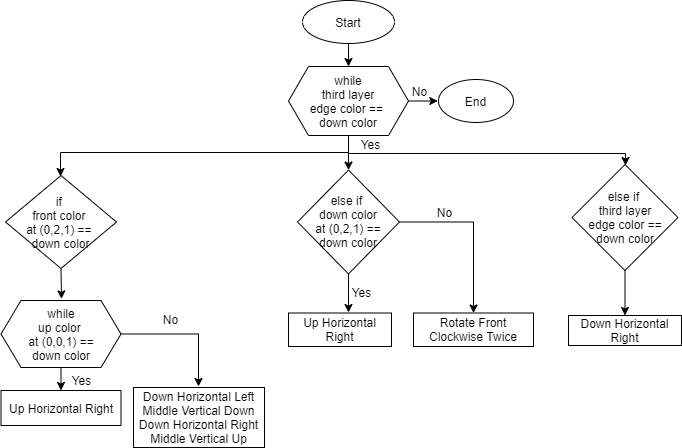 Start
while
third layer
edge color ==
down color
No
End
Yes
if
front color
at (0,2,1) ==
down color
else if
down color
at (0,2,1) ==
down color
No
else if
third layer
edge color ==
down color
while
up color
at (0,0,1) ==
down color
No
Yes
Up Horizontal
Right
Rotate Front
Clockwise Twice
Down Horizontal
Right
Yes
Up Horizontal Right
Down Horizontal Left
Middle Vertical Down
Down Horizontal Right
Middle Vertical Up